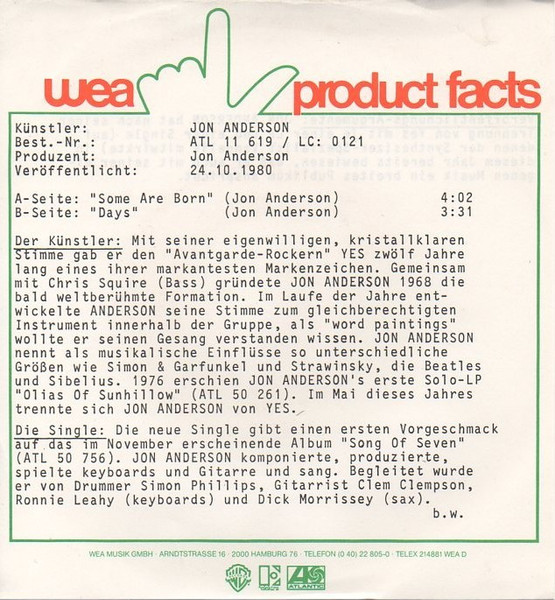 wea product facts
Künstler: JON ANDERSON
Best.-Nr.: ATL 11 619 / LC: 0121
Produzent: Jon Anderson
Veröffentlicht: 24.10.1980
A-Seite: "Some Are Born" (Jon Anderson) 4:02
B-Seite: "Days" (Jon Anderson) 3:31
Der Künstler: Mit seiner eigenwilligen, kristallklaren
Stimme gab er den "Avantgarde-Rockern" YES zwölf Jahre
lang eines ihrer markantesten Markenzeichen. Gemeinsam
mit Chris Squire (Bass) gründete JON ANDERSON 1968 die
bald weltberühmte Formation. Im Laufe der Jahre ent-
wickelte ANDERSON seine Stimme zum gleichberechtigten
Instrument innerhalb der Gruppe, als "word paintings"
wollte er seinen Gesang verstanden wissen. JON ANDERSON
nennt als musikalische Einflüsse so unterschiedliche
Größen wie Simon & Garfunkel und Strawinsky, die Beatles
und Sibelius. 1976 erschien JON ANDERSON's erste Solo-LP
"Olias Of Sunhillow" (ATL 50 261). Im Mai dieses Jahres
trennte sich JON ANDERSON von YES.
Die Single: Die neue Single gibt einen ersten Vorgeschmack
auf das im November erscheinende Album "Song Of Seven"
(ATL 50 756). JON ANDERSON komponierte, produzierte,
spielte keyboards und Gitarre und sang. Begleitet wurde
er von Drummer Simon Phillips, Gitarrist Clem Clempson,
Ronnie Leahy (keyboards) und Dick Morrissey (sax).
b.w.
WEA MUSIK GMBH · ARNDTSTRASSE 16 · 2000 HAMBURG 76 · TELEFON (0 40) 22 805-0 · TELEX 214881 WEA D
ATLANTIC